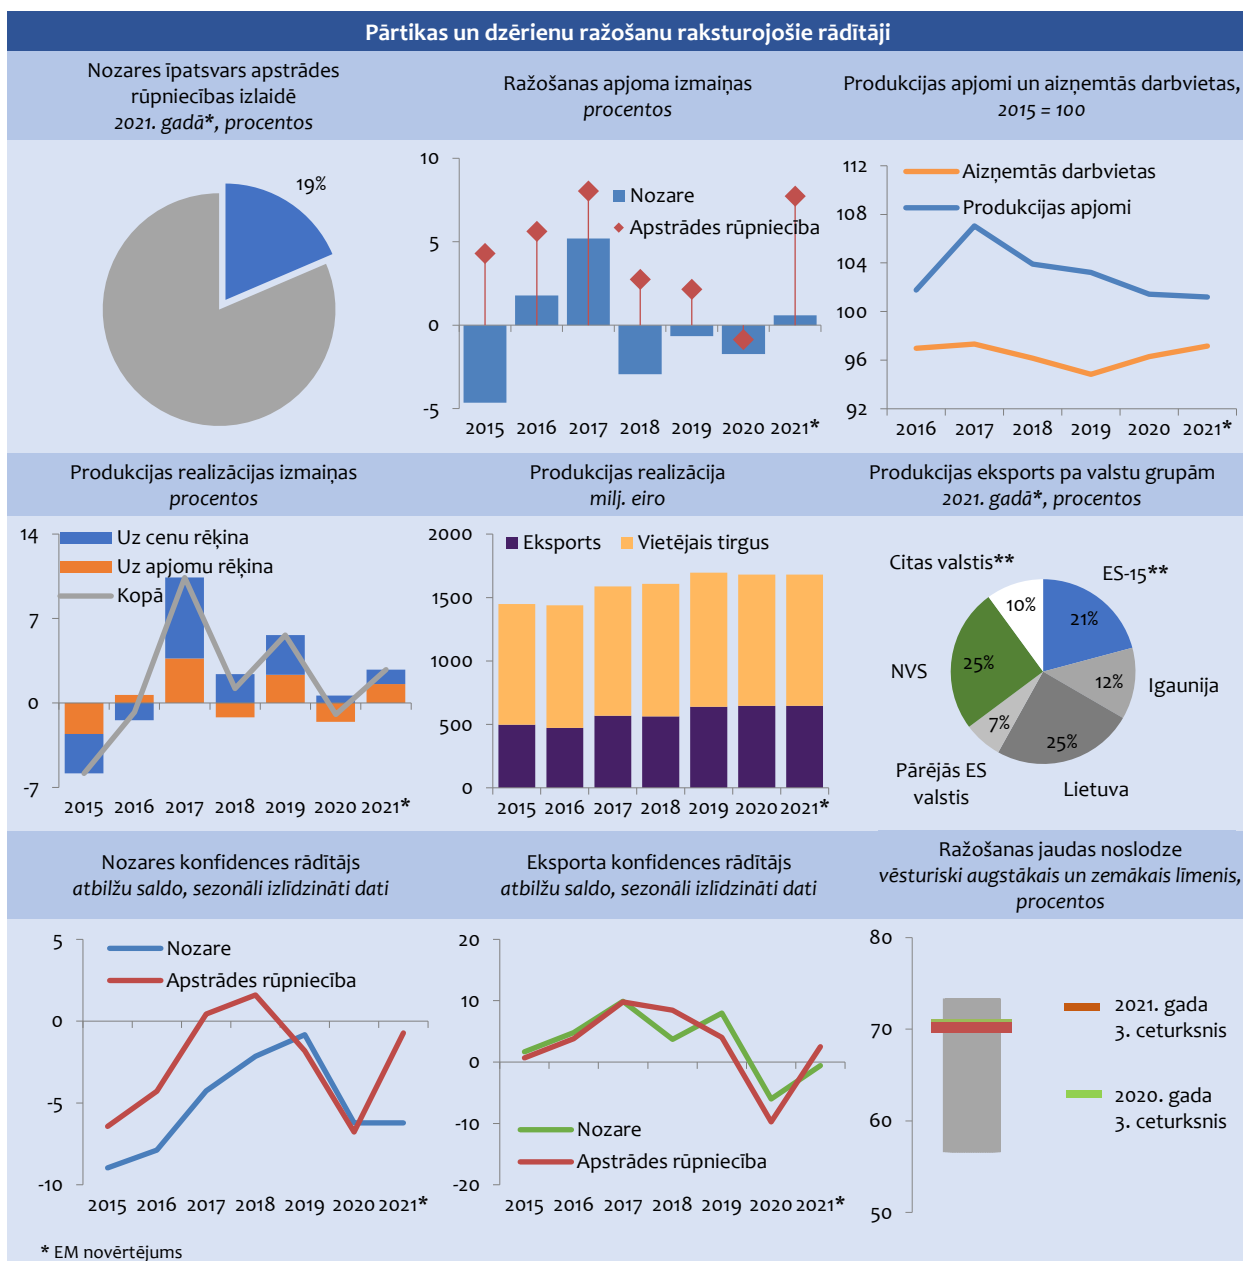 Pārtikas un dzērienu ražošanu raksturojošie rādītāji
Nozares īpatsvars apstrādes
rūpniecības izlaidē
2021. gadā*, procentos
19%
Ražošanas apjoma izmaiņas
procentos
10
5
0
-5
Nozare
Apstrādes rūpniecība
2015 2016 2017 2018 2019 2020 2021*
Produkcijas apjomi un aizņemtās darbvietas,
2015 = 100
112
108
104
100
96
92
Aizņemtās darbvietas
Produkcijas apjomi
2016 2017 2018 2019 2020 2021*
Produkcijas realizācijas izmaiņas
procentos
14
7
0
-7
Uz cenu rēķina
Uz apjomu rēķina
Kopā
2015 2016 2017 2018 2019 2020 2021*
Produkcijas realizācija
milj. eiro
2000
1500
1000
500
0
Eksports Vietējais tirgus
2015 2016 2017 2018 2019 2020 2021*
Produkcijas eksports pa valstu grupām
2021. gadā*, procentos
Citas valstis**
10%
ES-15**
21%
NVS
25%
12%
Igaunija
7%
25%
Pārējās ES
valstis
Lietuva
Nozares konfidences rādītājs
atbilžu saldo, sezonāli izlīdzināti dati
5
0
-5
-10
Nozare
Apstrādes rūpniecība
2015 2016 2017 2018 2019 2020 2021*
Eksporta konfidences rādītājs
atbilžu saldo, sezonāli izlīdzināti dati
20
10
0
-10
-20
Nozare
Apstrādes rūpniecība
2015 2016 2017 2018 2019 2020 2021*
Ražošanas jaudas noslodze
vēsturiski augstākais un zemākais līmenis,
procentos
80
70
60
50
2021. gada
3. ceturksnis
2020. gada
3. ceturksnis
* EM novērtējums